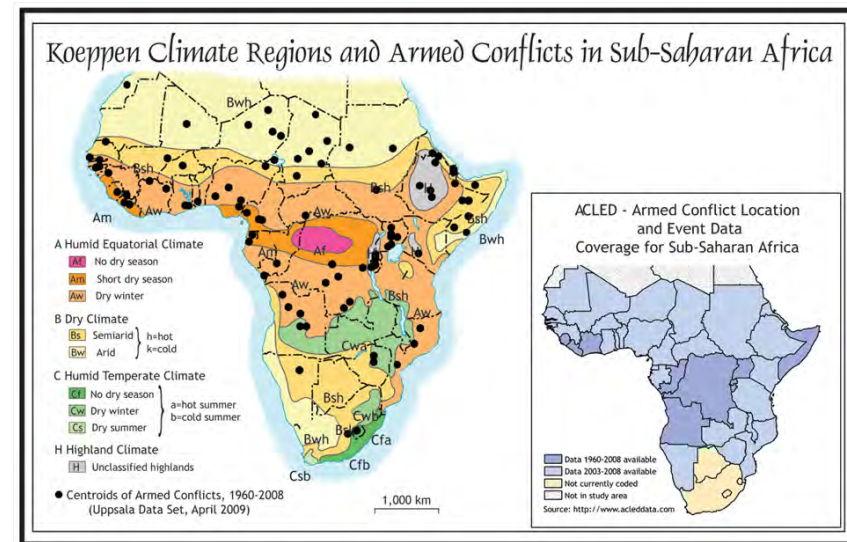 Koeppen Climate Regions and Armed Conflicts in Sub-Saharan Africa
Bwh
Bsh
Bsh
Am
Aw
Aw
Bsh
Bwh
Am
Af
Aw
Bsh
Aw
Cwa
Bsh
Cwb
Bwh
Bsk
Cfa
Csb
Cfb
A Humid Equatorial Climate
Af No dry season
Am Short dry season
Aw Dry winter
B Dry Climate
Bs Semiarid
Bw Arid
h=hot
k=cold
C Humid Temperate Climate
Cf No dry season
Cw Dry winter
Cs Dry summer
a=hot summer
b=cold summer
H Highland Climate
H Unclassified highlands
Centroids of Armed Conflicts, 1960-2008
(Uppsala Data Set, April 2009)
1,000 km
ACLED - Armed Conflict Location
and Event Data
Coverage for Sub-Saharan Africa
Data 1960-2008 available
Data 2003-2008 available
Not currently coded
Not in study area
Source: http://www.acleddata.com